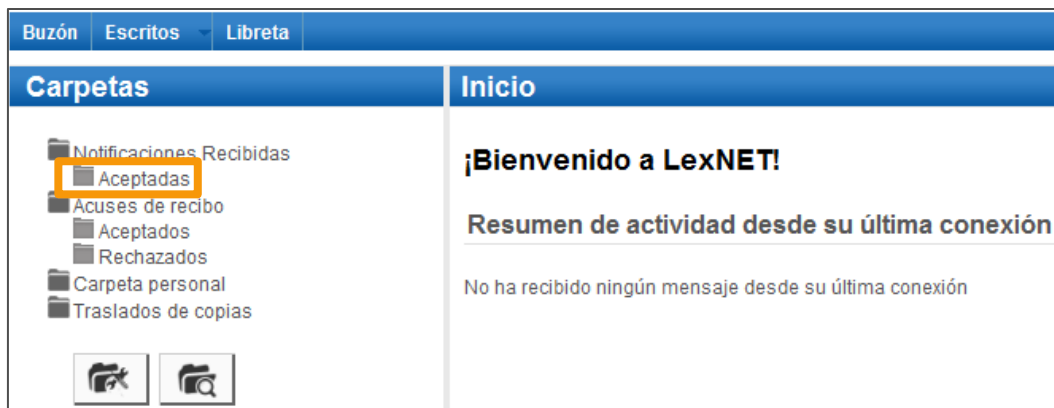 Buzón Escritos Libreta
Carpetas
Notificaciones Recibidas
Aceptadas
Acuses de recibo
Aceptados
Rechazados
Carpeta personal
Traslados de copias
Inicio
¡Bienvenido a LexNET!
Resumen de actividad desde su última conexión
No ha recibido ningún mensaje desde su última conexión